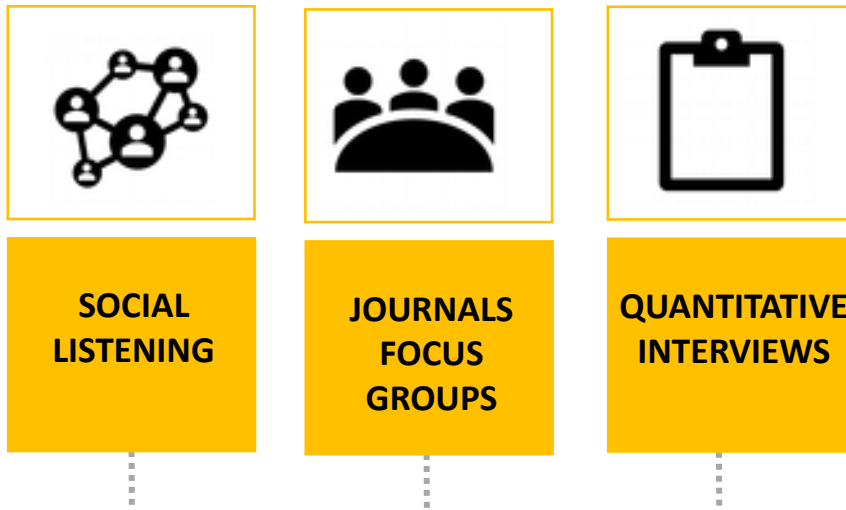 SOCIAL
LISTENING
JOURNALS
FOCUS
GROUPS
QUANTITATIVE
INTERVIEWS